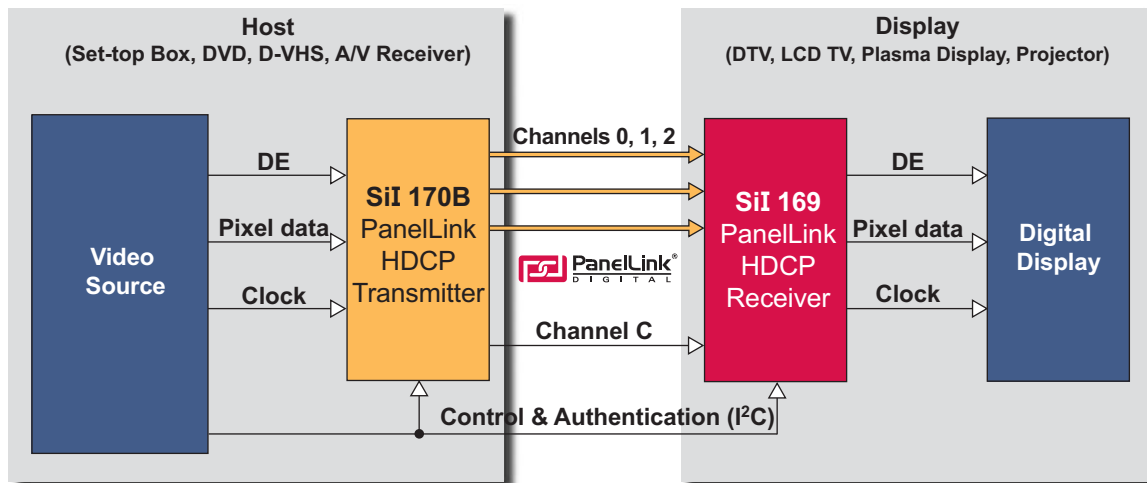 Host
(Set-top Box, DVD, D-VHS, A/V Receiver)
Display
(DTV, LCD TV, Plasma Display, Projector)
Video
Source
DE
Pixel data
Clock
SiI 170B
PanelLink
HDCP
Transmitter
Channels 0, 1, 2
PanelLink®
DIGITAL
Channel C
Control & Authentication (I²C)
SiI 169
PanelLink
HDCP
Receiver
DE
Pixel data
Clock
Digital
Display